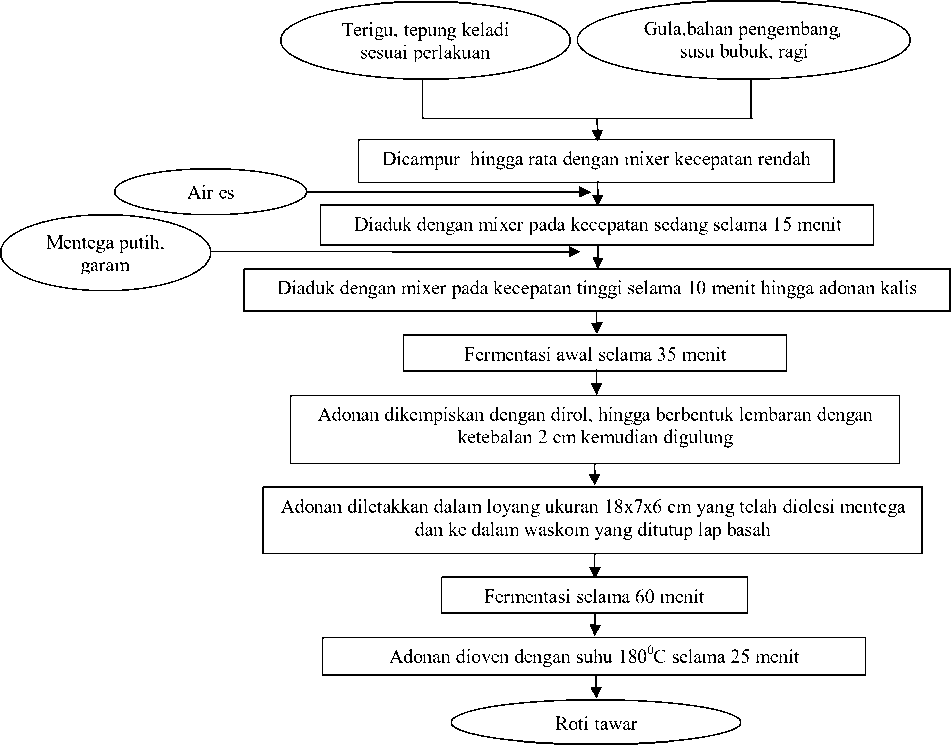 Terigu, tepung keladi
sesuai perlakuan
Gula,bahan pengembang,
susu bubuk, ragi
Dicampur hingga rata dengan mixer kecepatan rendah
Air es
Diaduk dengan mixer pada kecepatan sedang selama 15 menit
Mentega putih,
garam
Diaduk dengan mixer pada kecepatan tinggi selama 10 menit hingga adonan kalis
Fermentasi awal selama 35 menit
Adonan dikempiskan dengan dirol, hingga berbentuk lembaran dengan
ketebalan 2 cm kemudian digulung
Adonan diletakkan dalam loyang ukuran 18x7x6 cm yang telah diolesi mentega
dan ke dalam waskom yang ditutup lap basah
Fermentasi selama 60 menit
Adonan dioven dengan suhu 180⁰C selama 25 menit
Roti tawar